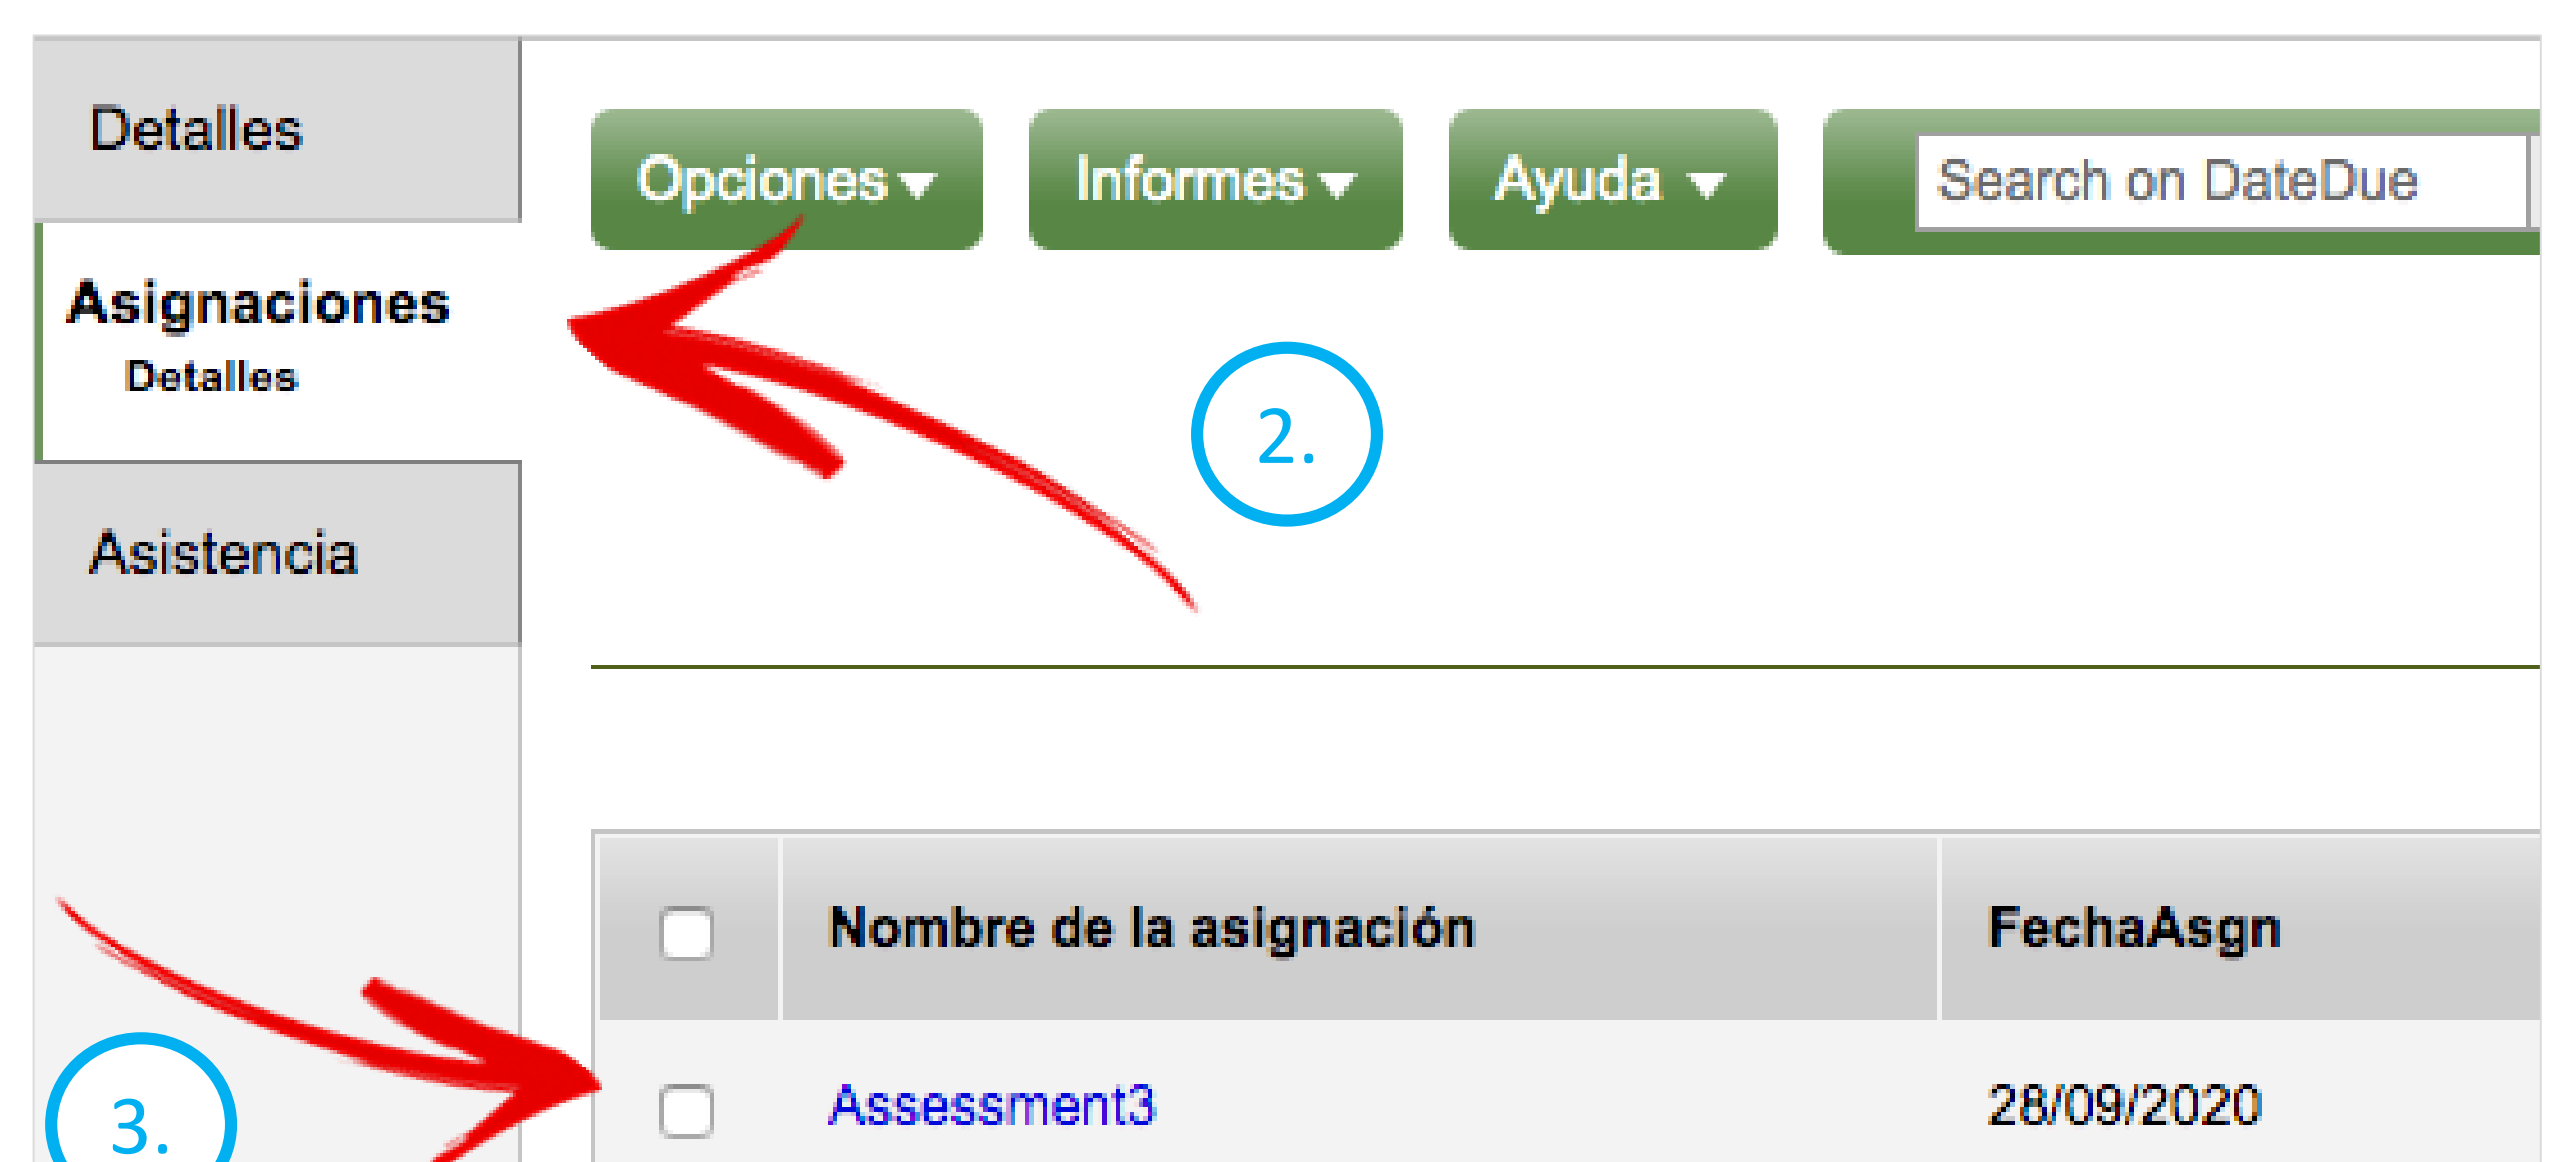 Detalles
Opciones Informes Ayuda Search on DateDue
Asignaciones
Detalles
2.
Asistencia
Nombre de la asignación FechaAsgn
3.
Assessment3 28/09/2020